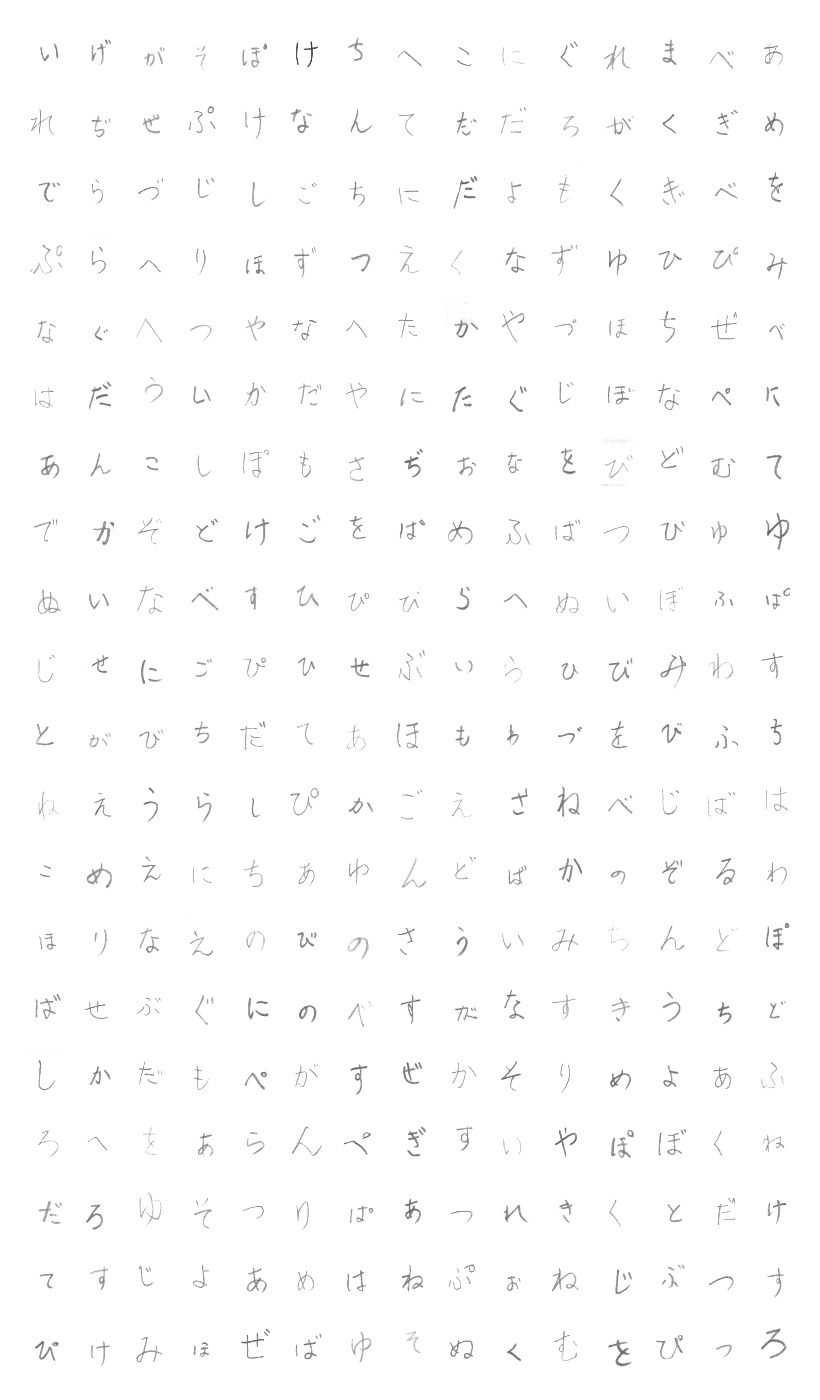 いげがそぽけちへこにぐれまべあ
れぢぜぷけなんてだだろがくぎめ
でらづじしごちにだよもくぎべを
ぷらへりほずつえくなずゆひぴみ
なぐへつやなへたかやづほちぜべ
はだういかだやにたぐじぼなぺに
あんこしぽもさぢおなをびどむて
でかぞどけごをぱめふばつびゅゆ
ぬいなべすひぴびらへぬいぼふぱ
じせにごぴひせぶいらひびみわす
とがびちだてあほもわづをびふち
ねえうらしぴかごえざねべじばは
こめえにちあゆんどばかのぞるわ
ほりなえのびのさういみちんどぽ
ばせぶぐにのべすがなすきうちど
しかだもぺがすぜかそりめよあふ
ろへをあらんぺぎすいやぽぼくね
だろゆそつりぱあつれさくとだけ
てすじよあめはねぷおねじぶつす
ぴけみほぜばゆそぬくむをぴっろ